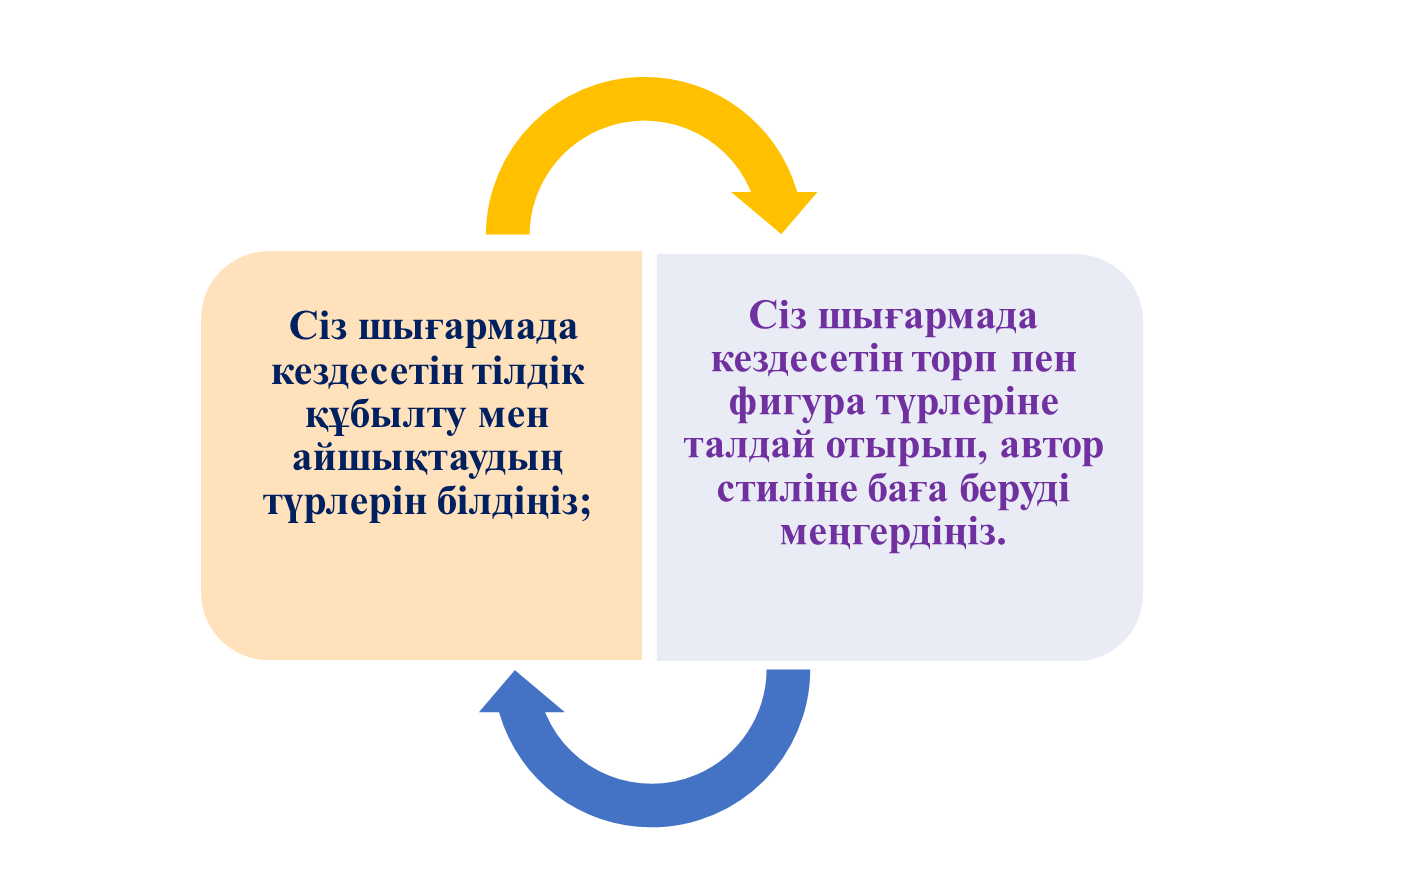 Сіз шығармада
кездесетін тілдік
құбылту мен
айшықтаудың
түрлерін білдіңіз;
Сіз шығармада
кездесетін торп пен
фигура түрлеріне
талдай отырып, автор
стиліне баға беруді
меңгердіңіз.